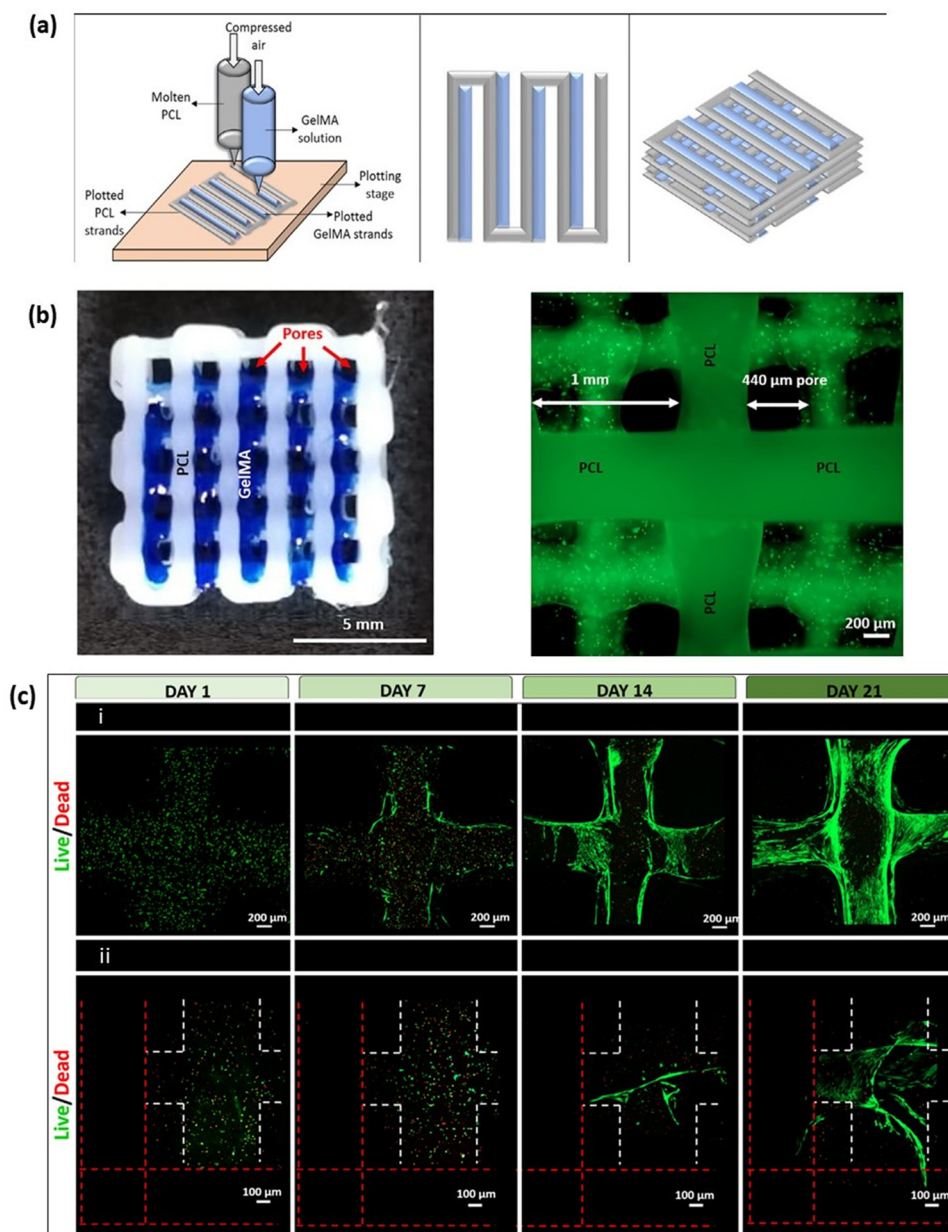 (a)
Compressed
air
Molten
PCL
GelMA
solution
Plotted
PCL
strands
Plotting
stage
Plotted
GelMA strands
(b)
Pores
PCL
GelMA
5 mm
PCL
1 mm
440 µm pore
PCL
PCL
PCL
200 µm
(c)
DAY 1
DAY 7
DAY 14
DAY 21
i
Live/Dead
200 µm
200 µm
200 µm
200 µm
ii
Live/Dead
100 µm
100 µm
100 µm
100 µm